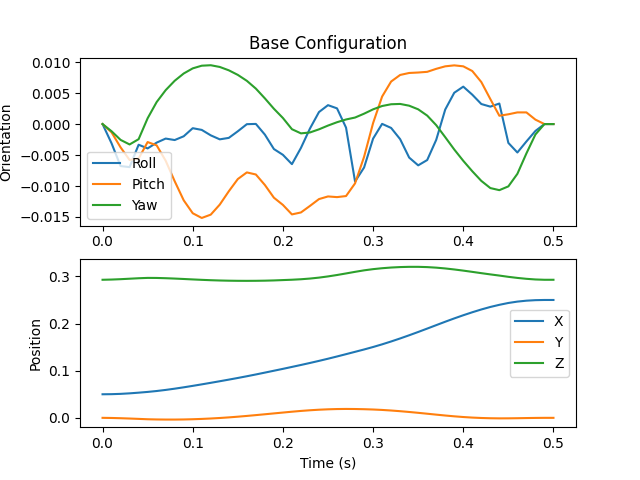 Base Configuration
Orientation
0.010
0.005
0.000
−0.005
−0.010
−0.015
Roll
Pitch
Yaw
0.0 0.1 0.2 0.3 0.4 0.5
Position
0.3
0.2
0.1
0.0
X
Y
Z
0.0 0.1 0.2 0.3 0.4 0.5
Time (s)